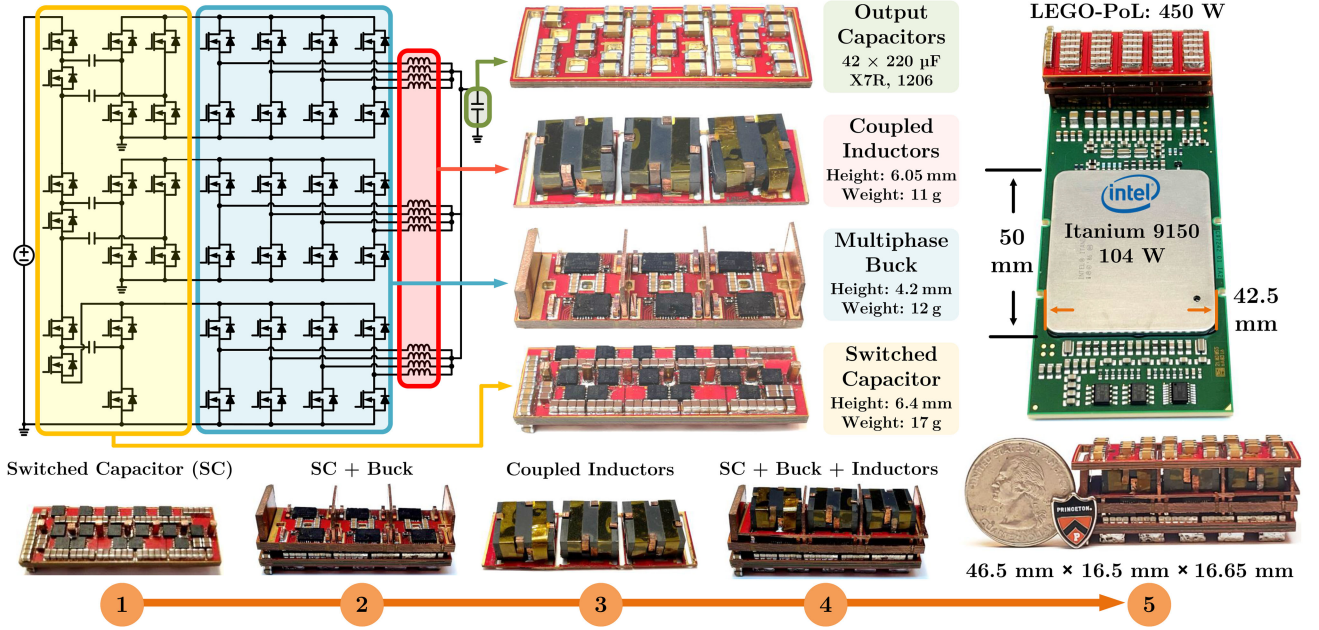 Output
Capacitors
42 × 220 µF
X7R, 1206
Coupled
Inductors
Height: 6.05 mm
Weight: 11 g
Multiphase
Buck
Height: 4.2 mm
Weight: 12 g
Switched
Capacitor
Height: 6.4 mm
Weight: 17 g
LEGO-PoL: 450 W
intel
Itanium 9150
104 W
50
mm
42.5
mm
Switched Capacitor (SC)
SC + Buck
Coupled Inductors
SC + Buck + Inductors
PRINCETON
P
46.5 mm × 16.5 mm × 16.65 mm
1
2
3
4
5